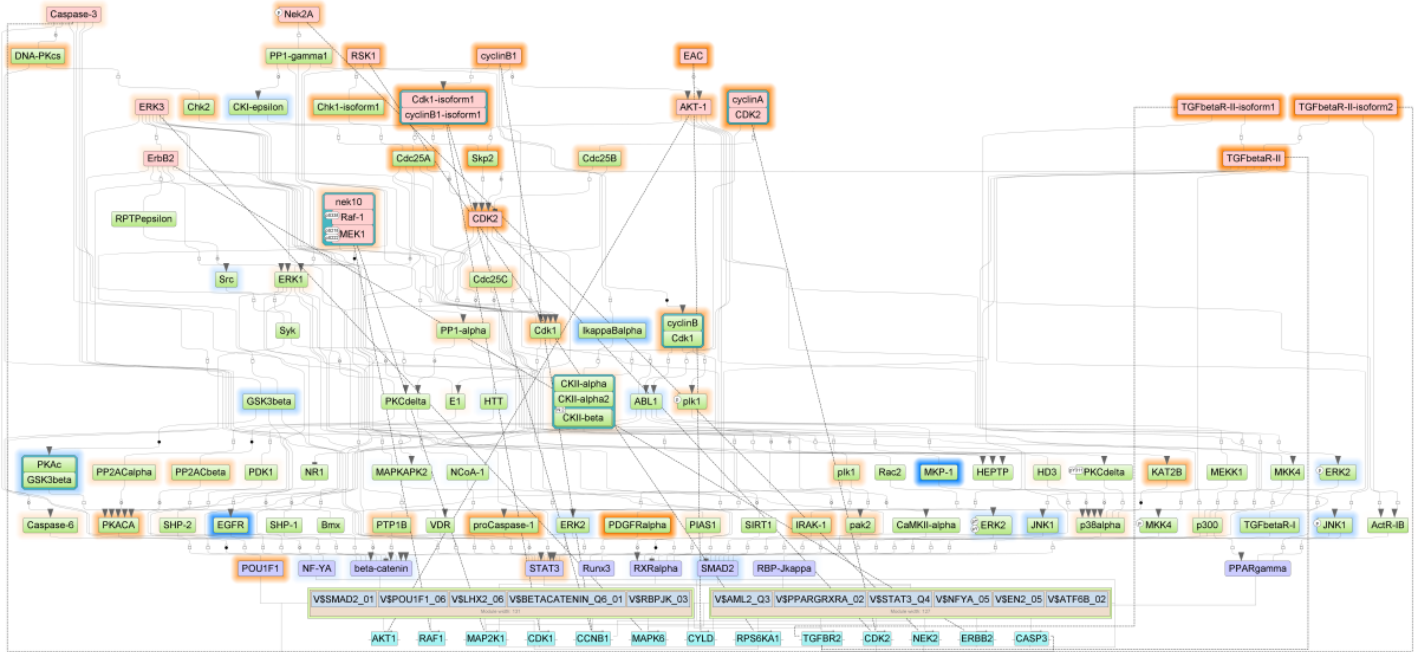 Caspase-3
Nek2A
DNA-PKcs
PP1-gamma1
RSK1
cyclinB1
EAC
ERK3
Chk2
CKI-epsilon
Chk1-isoform1
Cdk1-isoform1
cyclinB1-isoform1
AKT-1
cyclinA
CDK2
TGFbetaR-II-isoform1
TGFbetaR-II-isoform2
ErbB2
Cdc25A
Skp2
Cdc25B
TGFbetaR-II
RPTPepsilon
nek10
Raf-1
MEK1
CDK2
Src
ERK1
Cdc25C
Syk
PP1-alpha
Cdk1
IkappaBalpha
cyclinB
Cdk1
GSK3beta
PKCdelta
E1
HTT
CKII-alpha
CKII-alpha2
CKII-beta
ABL1
plk1
PKAc
GSK3beta
PP2ACalpha
PP2ACbeta
PDK1
NR1
MAPKAPK2
NCoA-1
plk1
Rac2
MKP-1
HEPTP
HD3
PKCdelta
KAT2B
MEKK1
MKK4
ERK2
Caspase-6
PKACA
SHP-2
EGFR
SHP-1
Bmx
PTP1B
VDR
proCaspase-1
ERK2
PDGFRalpha
PIAS1
SIRT1
IRAK-1
pak2
CaMKII-alpha
ERK2
JNK1
p38alpha
MKK4
p300
TGFbetaR-I
JNK1
ActR-IB
POU1F1
NF-YA
beta-catenin
STAT3
Runx3
RXRalpha
SMAD2
RBP-Jkappa
PPARgamma
V$SMAD2_01
V$POU1F1_06
V$LHX2_06
V$BETACATENIN_Q6_01
V$RBPJK_03
V$AML2_Q3
V$PPARGRXRA_02
V$STAT3_Q4
V$NFYA_05
V$EN2_05
V$ATF6B_02
AKT1
RAF1
MAP2K1
CDK1
CCNB1
MAPK6
CYLD
RPS6KA1
TGFBR2
CDK2
NEK2
ERBB2
CASP3